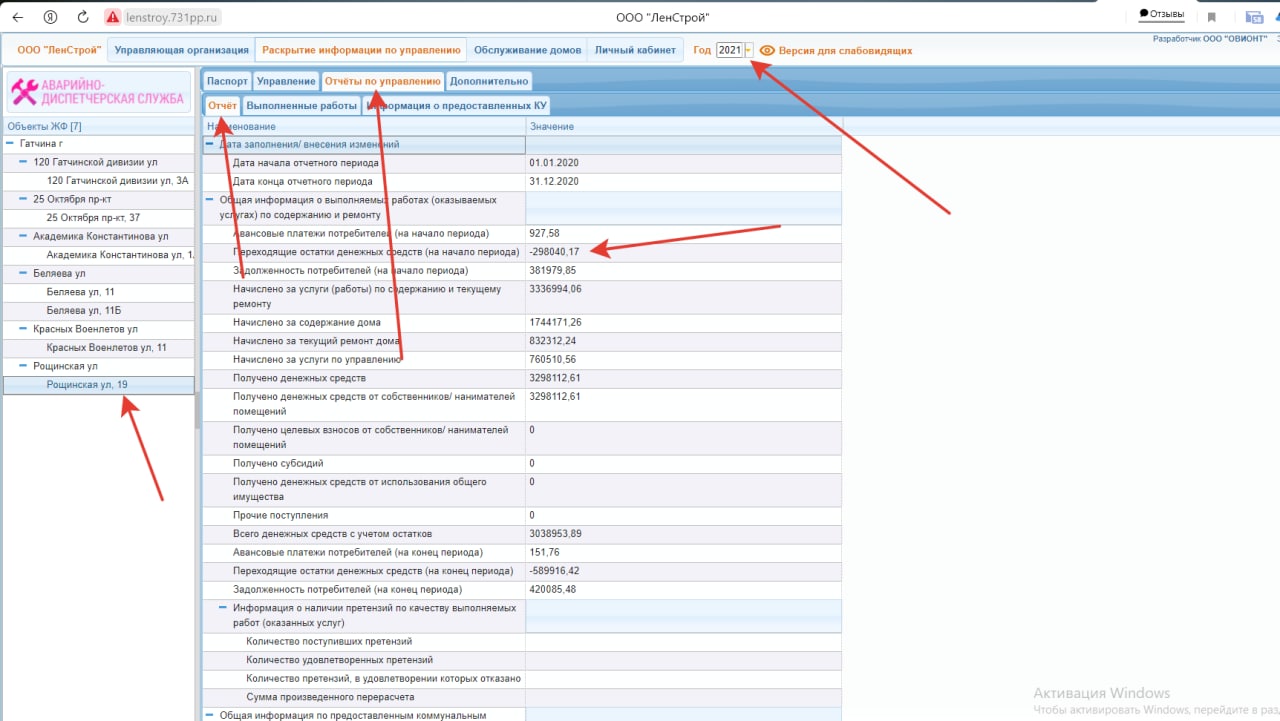 lenstroy.731pp.ru
ООО "ЛенСтрой"
Отзывы
Разработчик ООО "ОВИОНТ"
ООО "ЛенСтрой"
Управляющая организация
Раскрытие информации по управлению
Обслуживание домов
Личный кабинет
Год
2021
Версия для слабовидящих
АВАРИЙНО-
ДИСПЕТЧЕРСКАЯ СЛУЖБА
Паспорт
Управление
Отчёты по управлению
Дополнительно
Отчёт
Выполненные работы
Информация о предоставленных КУ
Объекты ЖФ [7]
Гатчина г
120 Гатчинской дивизии ул
120 Гатчинской дивизии ул, 3А
25 Октября пр-кт
25 Октября пр-кт, 37
Академика Константинова ул
Академика Константинова ул, 1
Беляева ул
Беляева ул, 11
Беляева ул, 11Б
Красных Военлетов ул
Красных Военлетов ул, 11
Рощинская ул
Рощинская ул, 19
Наименование
Значение
Дата заполнения/ внесения изменений
Дата начала отчетного периода 01.01.2020
Дата конца отчетного периода 31.12.2020
Общая информация о выполняемых работах (оказываемых
услугах) по содержанию и ремонту
Авансовые платежи потребителей (на начало периода) 927,58
Переходящие остатки денежных средств (на начало периода) -298040,17
Задолженность потребителей (на начало периода) 381979,85
Начислено за услуги (работы) по содержанию и текущему 3336994,06
ремонту
Начислено за содержание дома 1744171,26
Начислено за текущий ремонт дома 832312,24
Начислено за услуги по управлению 760510,56
Получено денежных средств 3298112,61
Получено денежных средств от собственников/ нанимателей 3298112,61
помещений
Получено целевых взносов от собственников/ нанимателей 0
помещений
Получено субсидий 0
Получено денежных средств от использования общего 0
имущества
Прочие поступления 0
Всего денежных средств с учетом остатков 3038953,89
Авансовые платежи потребителей (на конец периода) 151,76
Переходящие остатки денежных средств (на конец периода) -589916,42
Задолженность потребителей (на конец периода) 420085,48
Информация о наличии претензий по качеству выполняемых
работ (оказанных услуг)
Количество поступивших претензий
Количество удовлетворенных претензий
Количество претензий, в удовлетворении которых отказано
Сумма произведенного перерасчета
Общая информация по предоставленным коммунальным
Активация Windows
Чтобы активировать Windows, перейдите в раз